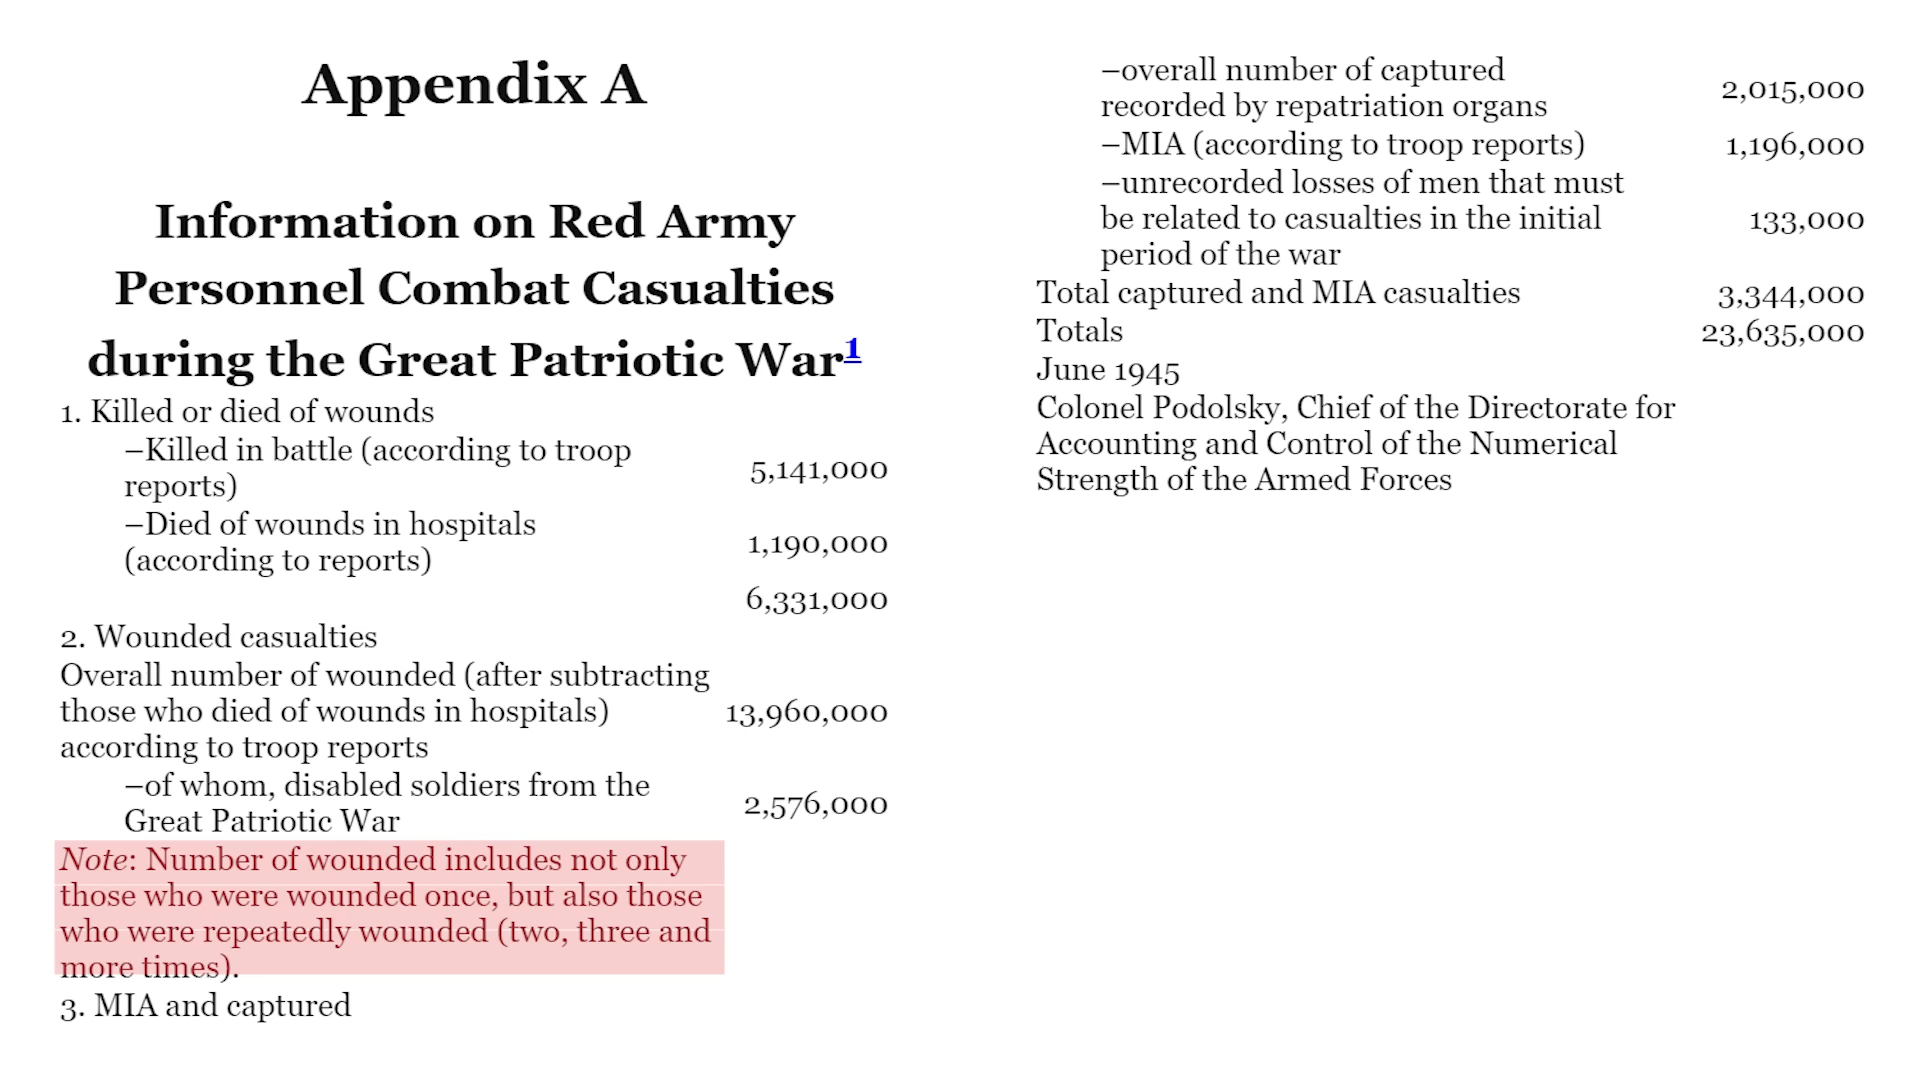 Appendix A
Information on Red Army
Personnel Combat Casualties
during the Great Patriotic War1
1. Killed or died of wounds
–Killed in battle (according to troop
reports)
5,141,000
–Died of wounds in hospitals
(according to reports)
1,190,000
6,331,000
2. Wounded casualties
Overall number of wounded (after subtracting
those who died of wounds in hospitals)
according to troop reports
13,960,000
–of whom, disabled soldiers from the
Great Patriotic War
2,576,000
Note: Number of wounded includes not only
those who were wounded once, but also those
who were repeatedly wounded (two, three and
more times).
3. MIA and captured
–overall number of captured
recorded by repatriation organs
2,015,000
–MIA (according to troop reports)
1,196,000
–unrecorded losses of men that must
be related to casualties in the initial
period of the war
133,000
Total captured and MIA casualties
3,344,000
Totals
23,635,000
June 1945
Colonel Podolsky, Chief of the Directorate for
Accounting and Control of the Numerical
Strength of the Armed Forces